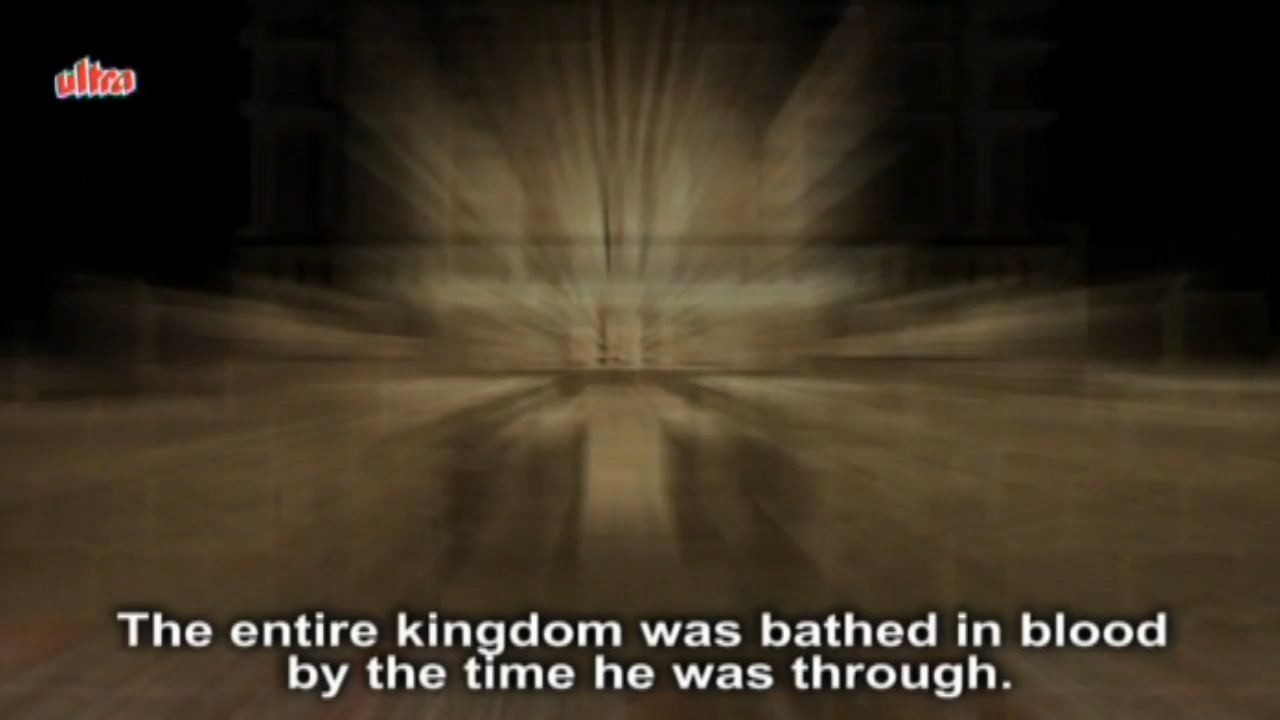 ultra
The entire kingdom was bathed in blood
by the time he was through.